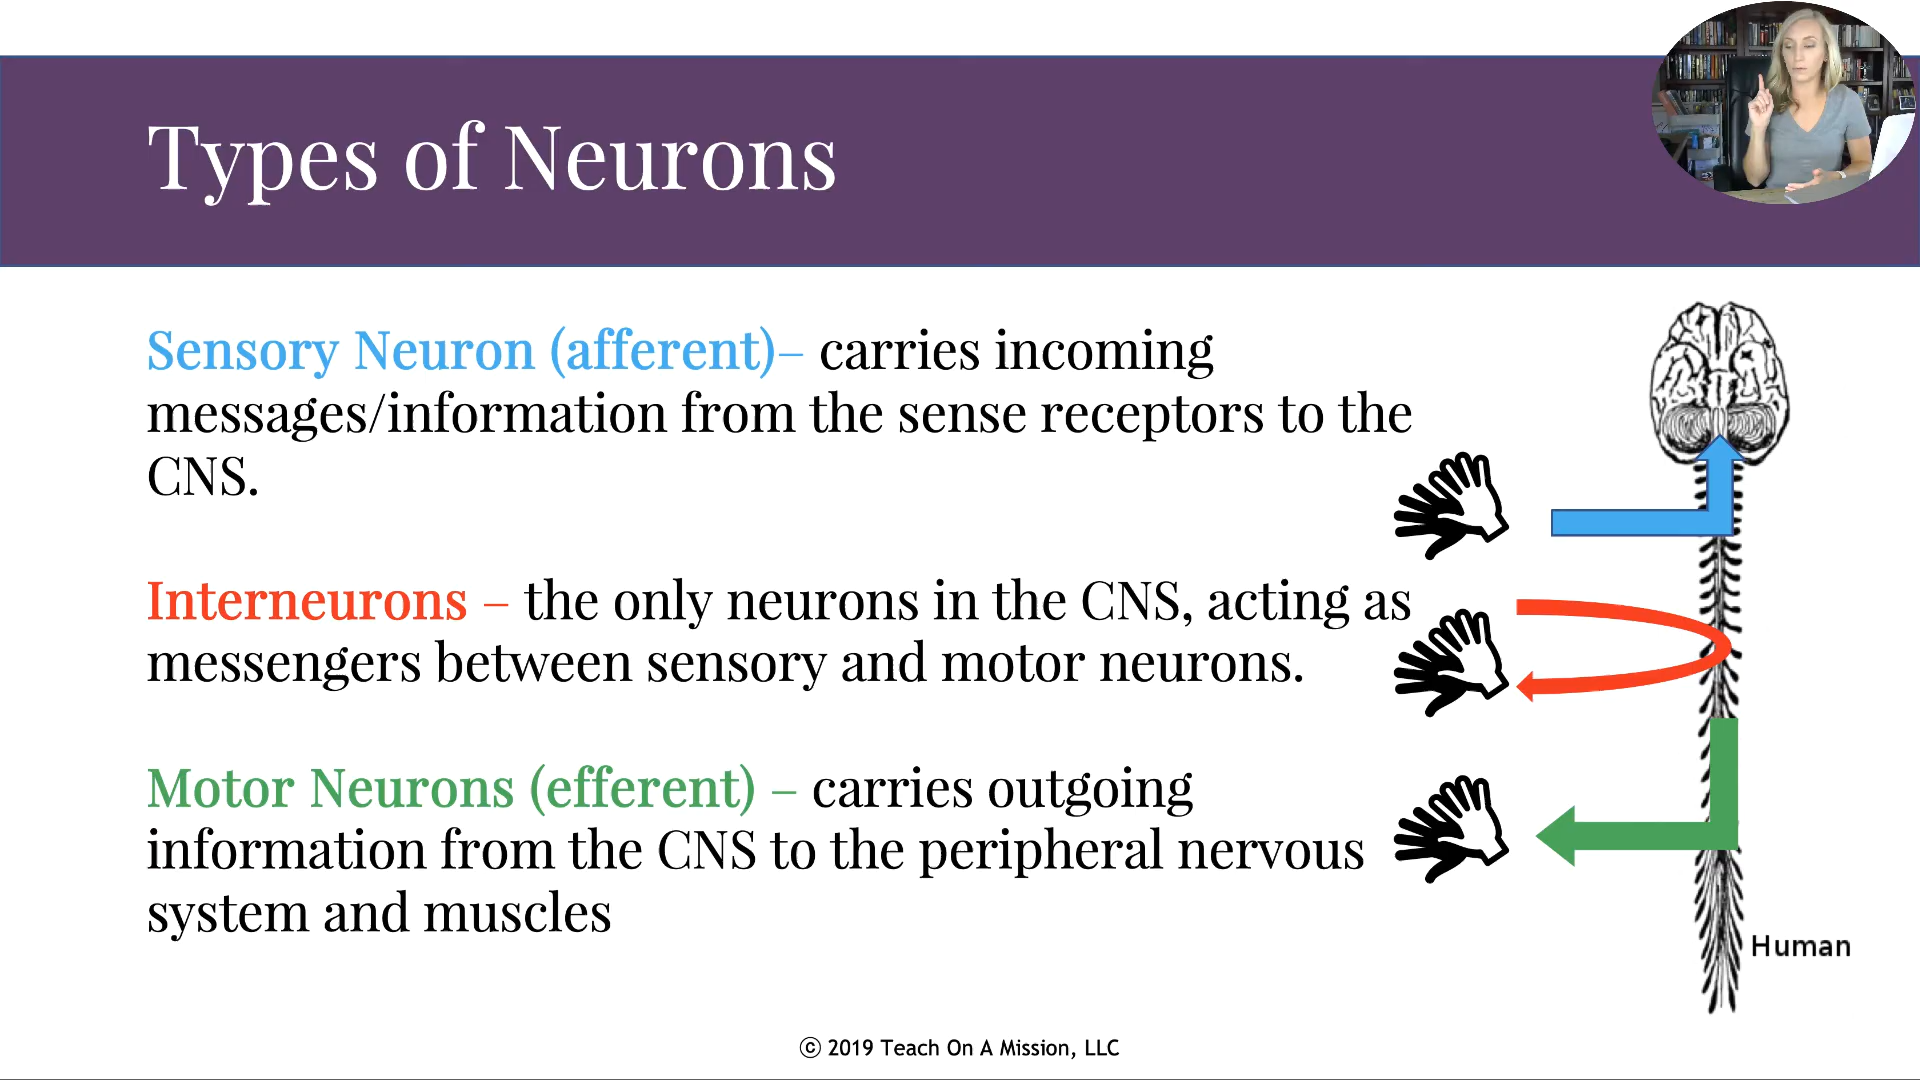 Types of Neurons
Sensory Neuron (afferent)– carries incoming
messages/information from the sense receptors to the
CNS.
Interneurons – the only neurons in the CNS, acting as
messengers between sensory and motor neurons.
Motor Neurons (efferent) – carries outgoing
information from the CNS to the peripheral nervous
system and muscles
Human
© 2019 Teach On A Mission, LLC